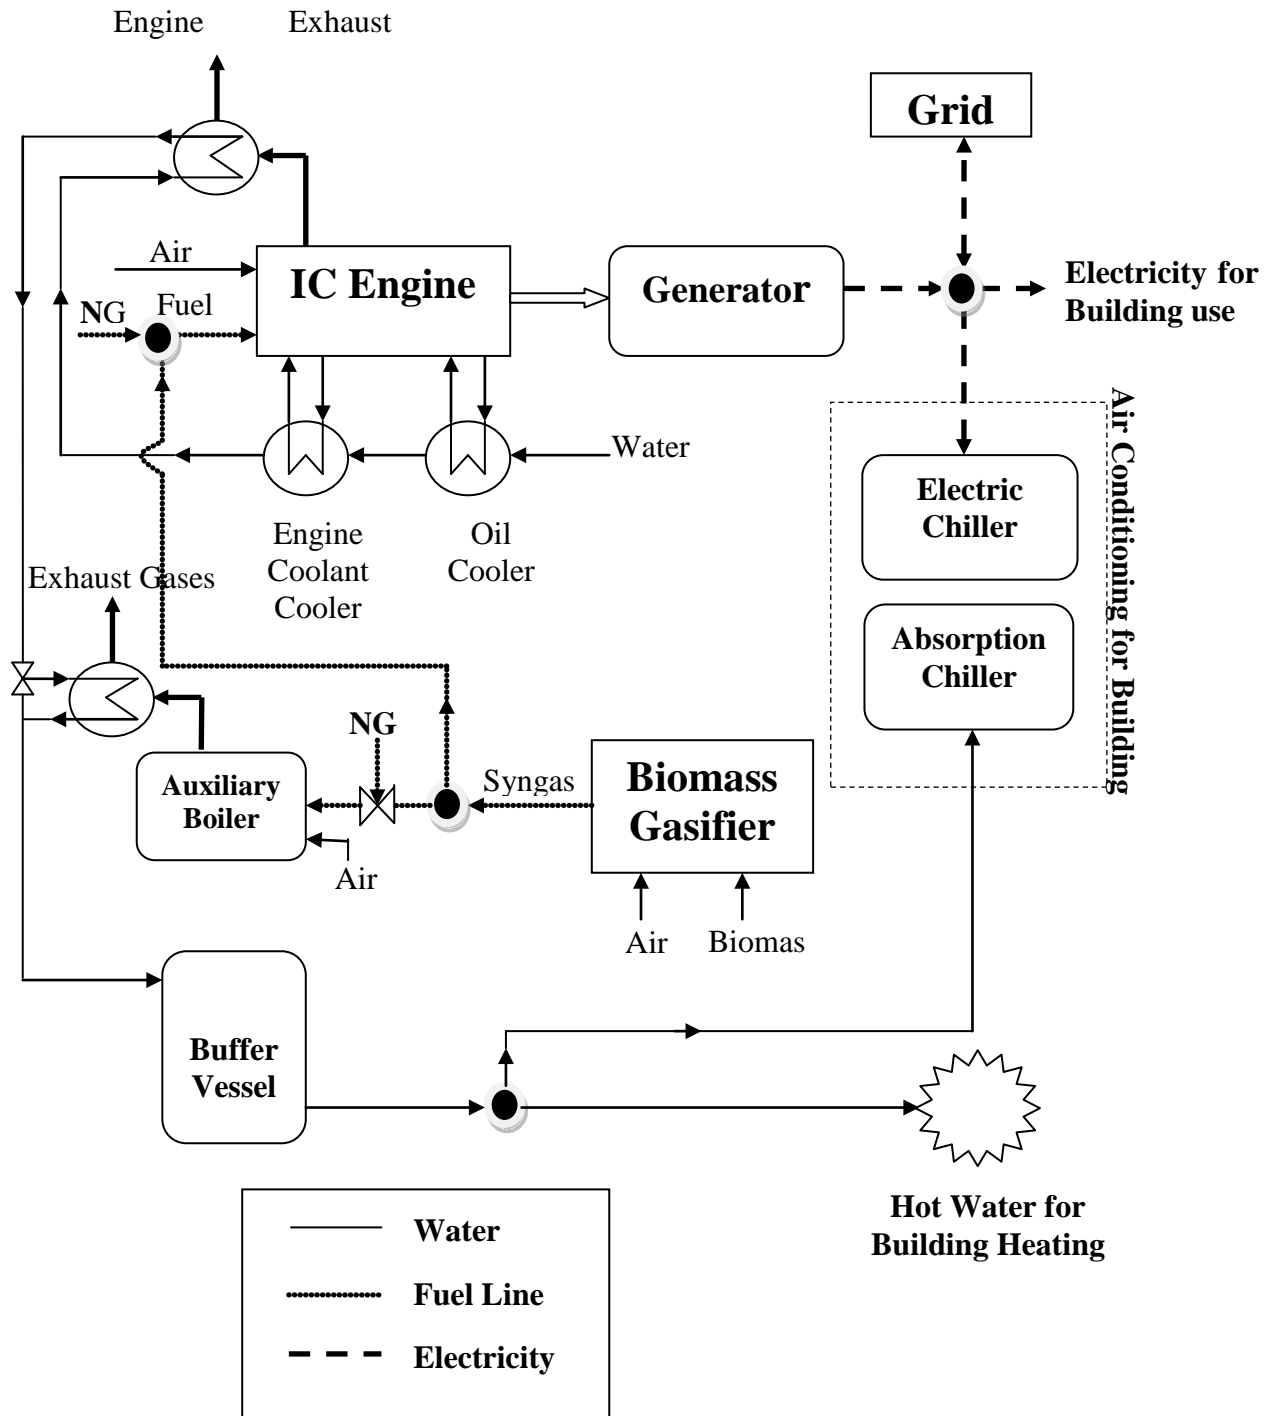 Engine Exhaust
Grid
Air
IC Engine
Generator
Electricity for
Building use
NG
Fuel
Water
Air Conditioning for Building
Electric
Chiller
Engine
Coolant
Cooler
Oil
Cooler
Exhaust Gases
Absorption
Chiller
NG
Syngas
Biomass
Gasifier
Auxiliary
Boiler
Air
Air
Biomas
Buffer
Vessel
Hot Water for
Building Heating
Water
Fuel Line
Electricity